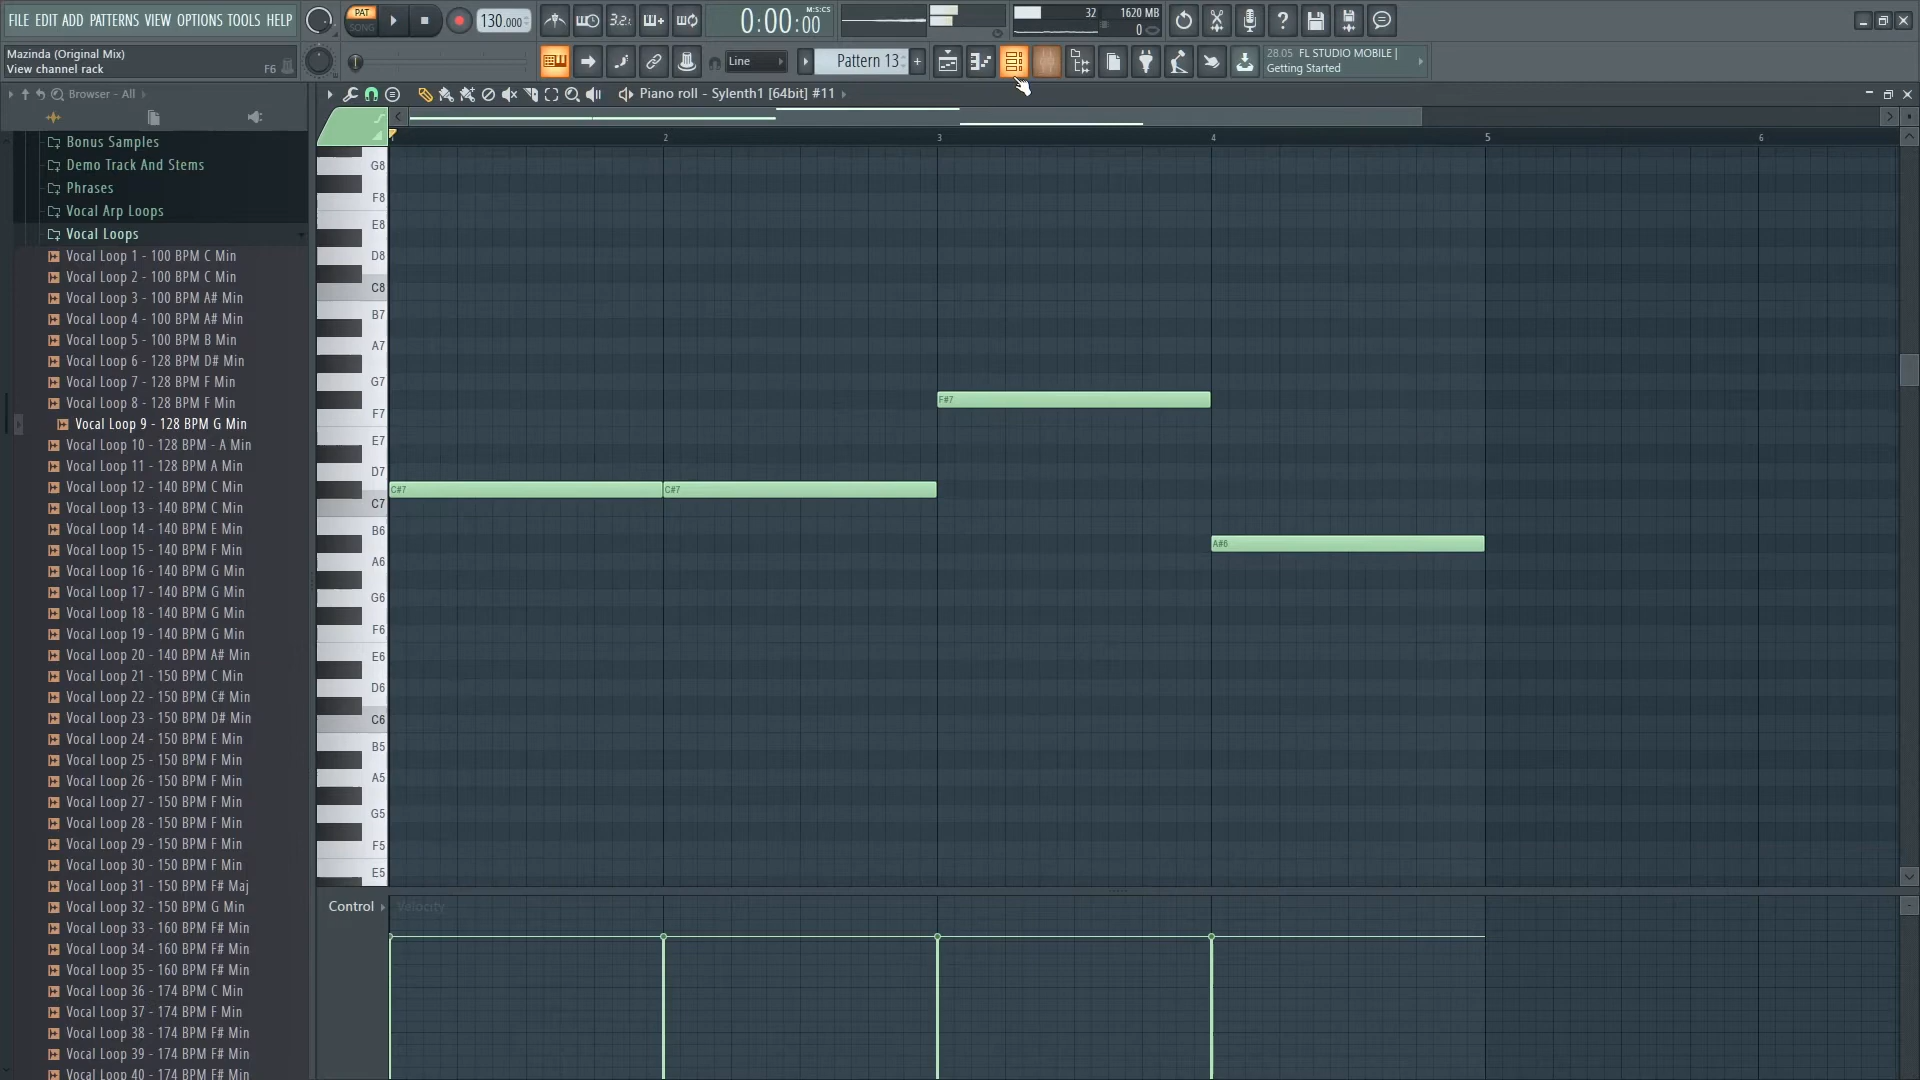 FILE EDIT ADD PATTERNS VIEW OPTIONS TOOLS HELP
PAT
SONG
130.000
3.2.
0:00:00
M:S:CS
32
1620 MB
0
Mazinda (Original Mix)
View channel rack
F6
Line
Pattern 13
28.05 FL STUDIO MOBILE |
Getting Started
Browser - All
Piano roll - Sylenth1 [64bit] #11
Bonus Samples
Demo Track And Stems
Phrases
Vocal Arp Loops
Vocal Loops
Vocal Loop 1 - 100 BPM C Min
Vocal Loop 2 - 100 BPM C Min
Vocal Loop 3 - 100 BPM A# Min
Vocal Loop 4 - 100 BPM A# Min
Vocal Loop 5 - 100 BPM B Min
Vocal Loop 6 - 128 BPM D# Min
Vocal Loop 7 - 128 BPM F Min
Vocal Loop 8 - 128 BPM F Min
Vocal Loop 9 - 128 BPM G Min
Vocal Loop 10 - 128 BPM - A Min
Vocal Loop 11 - 128 BPM A Min
Vocal Loop 12 - 140 BPM C Min
Vocal Loop 13 - 140 BPM C Min
Vocal Loop 14 - 140 BPM E Min
Vocal Loop 15 - 140 BPM F Min
Vocal Loop 16 - 140 BPM G Min
Vocal Loop 17 - 140 BPM G Min
Vocal Loop 18 - 140 BPM G Min
Vocal Loop 19 - 140 BPM G Min
Vocal Loop 20 - 140 BPM A# Min
Vocal Loop 21 - 150 BPM C Min
Vocal Loop 22 - 150 BPM C# Min
Vocal Loop 23 - 150 BPM D# Min
Vocal Loop 24 - 150 BPM E Min
Vocal Loop 25 - 150 BPM F Min
Vocal Loop 26 - 150 BPM F Min
Vocal Loop 27 - 150 BPM F Min
Vocal Loop 28 - 150 BPM F Min
Vocal Loop 29 - 150 BPM F Min
Vocal Loop 30 - 150 BPM F Min
Vocal Loop 31 - 150 BPM F# Maj
Vocal Loop 32 - 150 BPM G Min
Vocal Loop 33 - 160 BPM F# Min
Vocal Loop 34 - 160 BPM F# Min
Vocal Loop 35 - 160 BPM F# Min
Vocal Loop 36 - 174 BPM C Min
Vocal Loop 37 - 174 BPM F Min
Vocal Loop 38 - 174 BPM F# Min
Vocal Loop 39 - 174 BPM F# Min
Vocal Loop 40 - 174 BPM F# Min
2
3
4
5
6
G8
F8
E8
D8
C8
B7
A7
G7
F7
E7
D7
C7
B6
A6
G6
F6
E6
D6
C6
B5
A5
G5
F5
E5
F#7
C#7
C#7
A#6
Control
Velocity